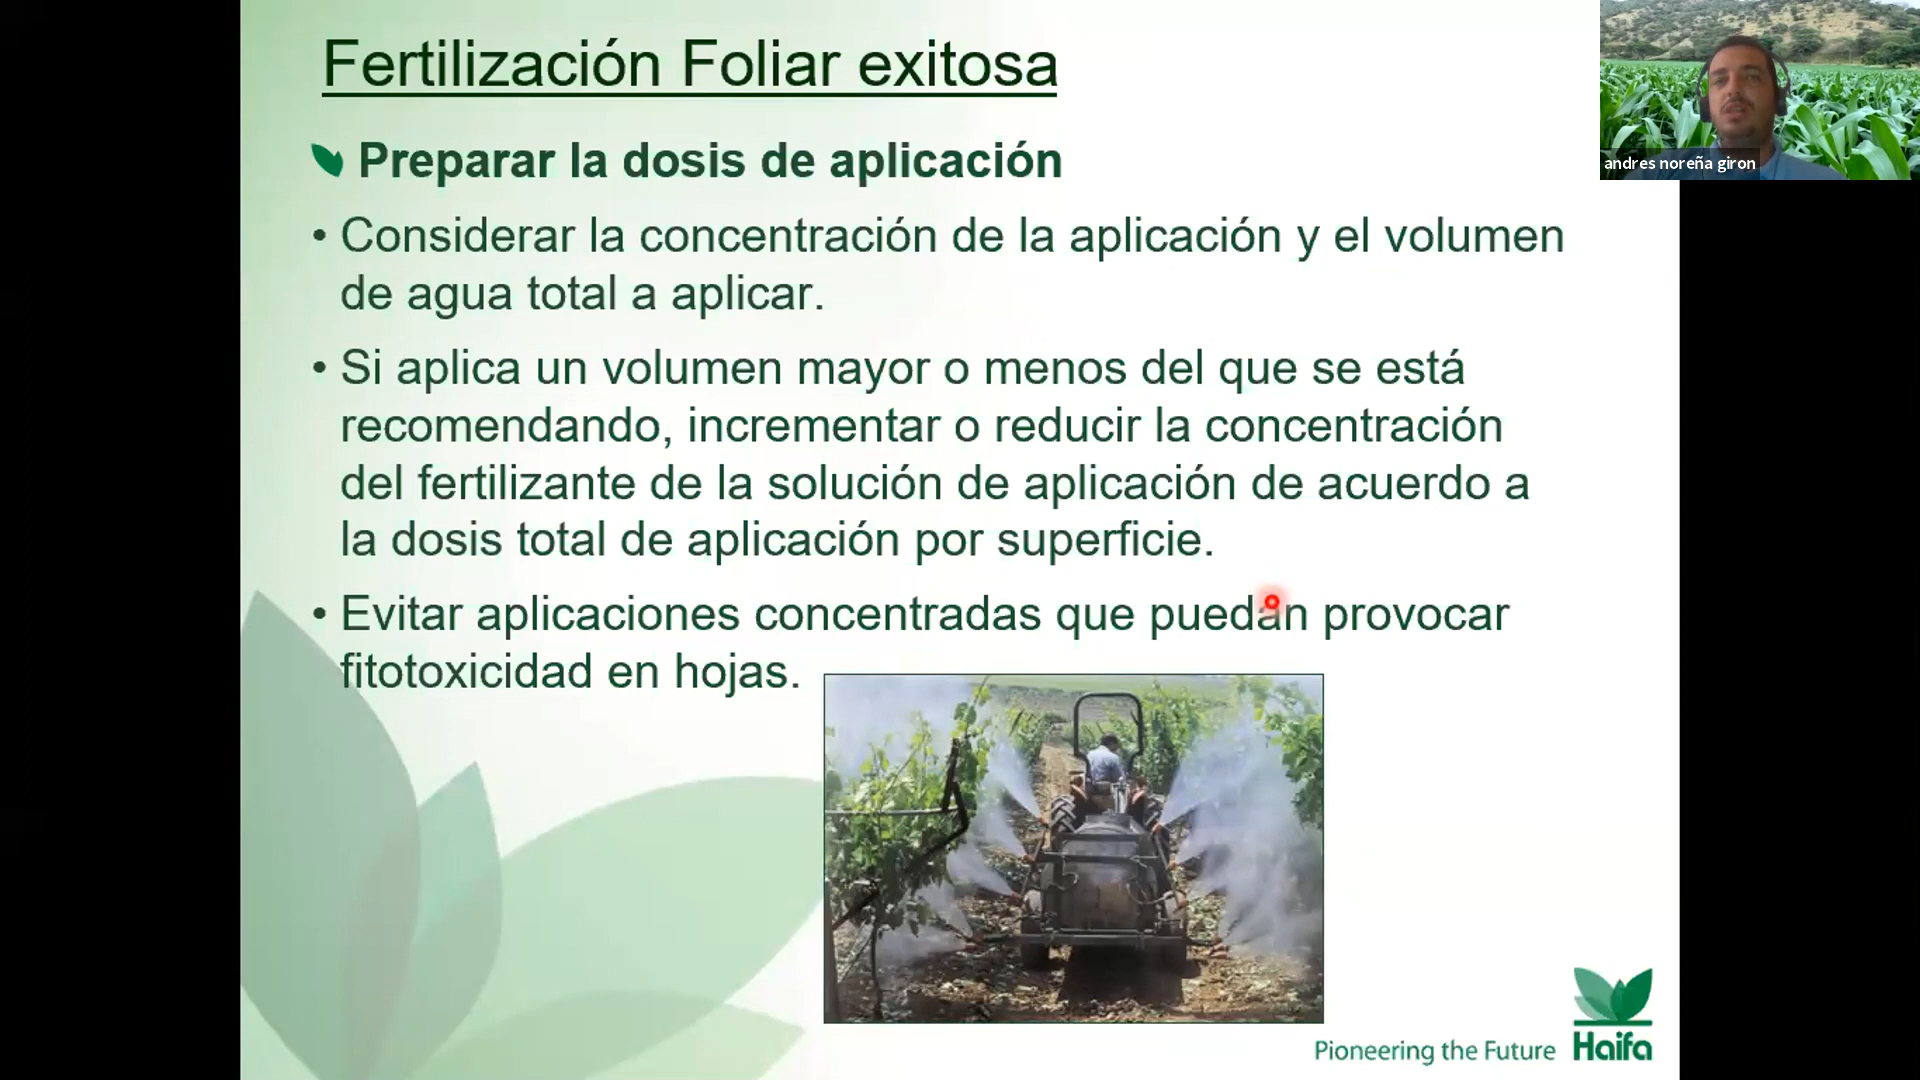 Fertilización Foliar exitosa
Preparar la dosis de aplicación
• Considerar la concentración de la aplicación y el volumen
de agua total a aplicar.
• Si aplica un volumen mayor o menos del que se está
recomendando, incrementar o reducir la concentración
del fertilizante de la solución de aplicación de acuerdo a
la dosis total de aplicación por superficie.
• Evitar aplicaciones concentradas que puedan provocar
fitotoxicidad en hojas.
andres noreña giron
Pioneering the Future Haifa